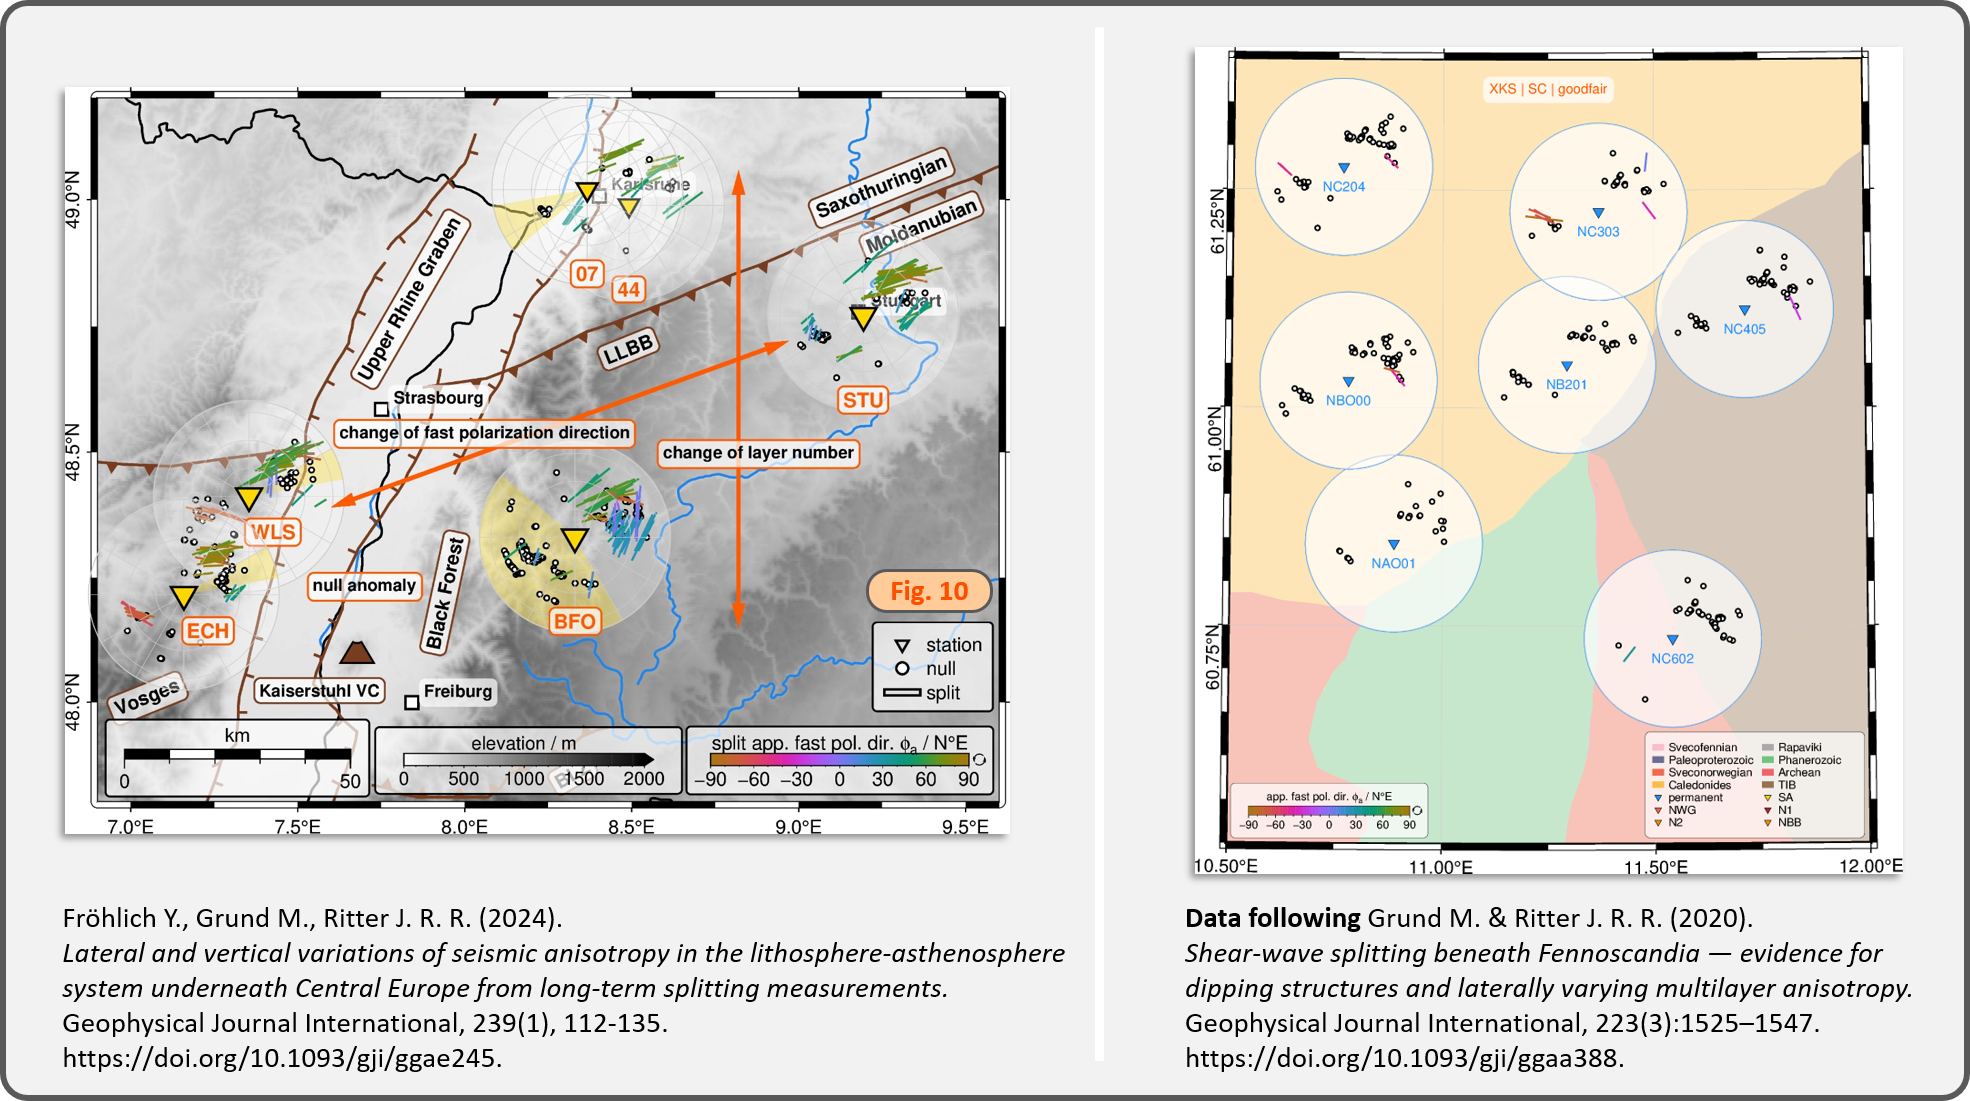 49.0°N
48.5°N
48.0°N
7.0°E
7.5°E
8.0°E
8.5°E
9.0°E
9.5°E
Karlsruhe
07
44
Upper Rhine Graben
Saxothuringian
Moldanubian
Stuttgart
STU
LLBB
Strasbourg
change of fast polarization direction
change of layer number
WLS
null anomaly
ECH
Black Forest
BFO
Vosges
Kaiserstuhl VC
Freiburg
Fig. 10
station
null
split
km
0
50
elevation / m
0 500 1000 1500 2000
split app. fast pol. dir. ϕa / N°E
−90 −60 −30 0 30 60 90
Fröhlich Y., Grund M., Ritter J. R. R. (2024).
Lateral and vertical variations of seismic anisotropy in the lithosphere-asthenosphere
system underneath Central Europe from long-term splitting measurements.
Geophysical Journal International, 239(1), 112-135.
https://doi.org/10.1093/gji/ggae245.
XKS | SC | goodfair
61.25°N
61.00°N
60.75°N
10.50°E
11.00°E
11.50°E
12.00°E
NC204
NC303
NC405
NBO00
NB201
NAO01
NC602
app. fast pol. dir. ϕa / N°E
−90 −60 −30 0 30 60 90
Svecofennian
Paleoproterozoic
Sveconorwegian
Caledonides
permanent
NWG
N2
Rapaviki
Phanerozoic
Archean
TIB
SA
N1
NBB
Data following Grund M. & Ritter J. R. R. (2020).
Shear-wave splitting beneath Fennoscandia — evidence for
dipping structures and laterally varying multilayer anisotropy.
Geophysical Journal International, 223(3):1525–1547.
https://doi.org/10.1093/gji/ggaa388.